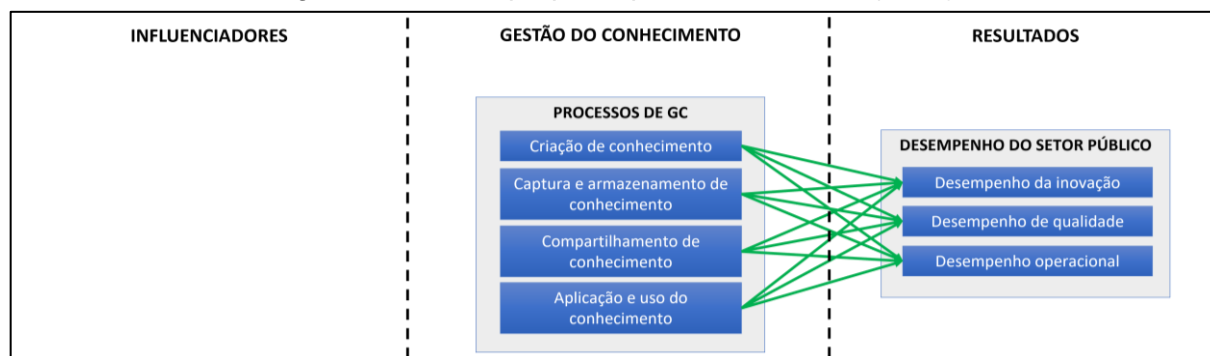 INFLUENCIADORES
GESTÃO DO CONHECIMENTO
RESULTADOS
PROCESSOS DE GC
Criação de conhecimento
Captura e armazenamento de
conhecimento
Compartilhamento de
conhecimento
Aplicação e uso do
conhecimento
DESEMPENHO DO SETOR PÚBLICO
Desempenho da inovação
Desempenho de qualidade
Desempenho operacional